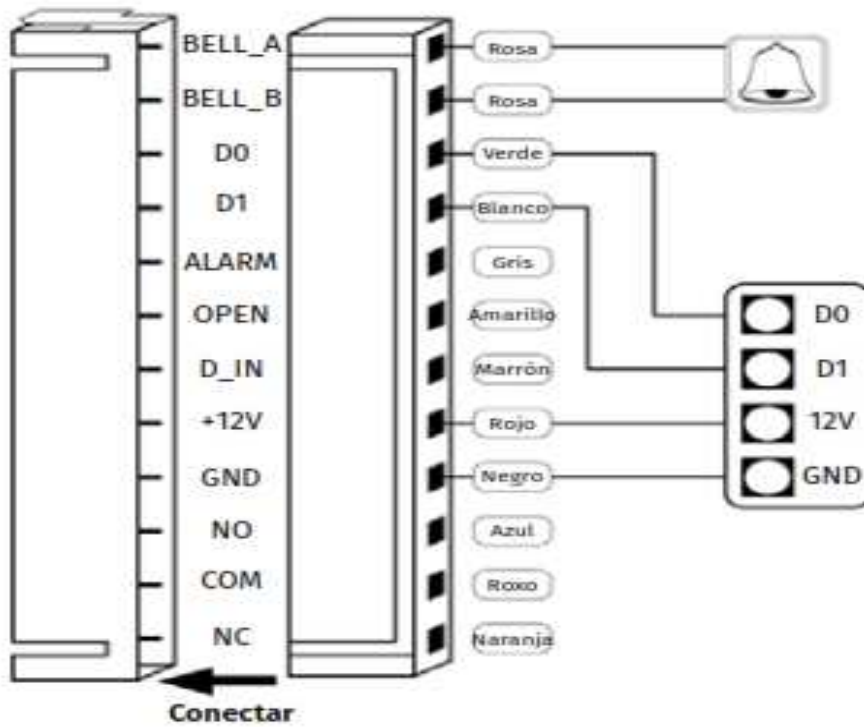 BELL_A Rosa
BELL_B Rosa
D0 Verde
D1 Blanco
ALARM Gris
OPEN Amarillo D0
D_IN Marrón D1
+12V Rojo 12V
GND Negro GND
NO Azul
COM Roxo
NC Naranja
Conectar